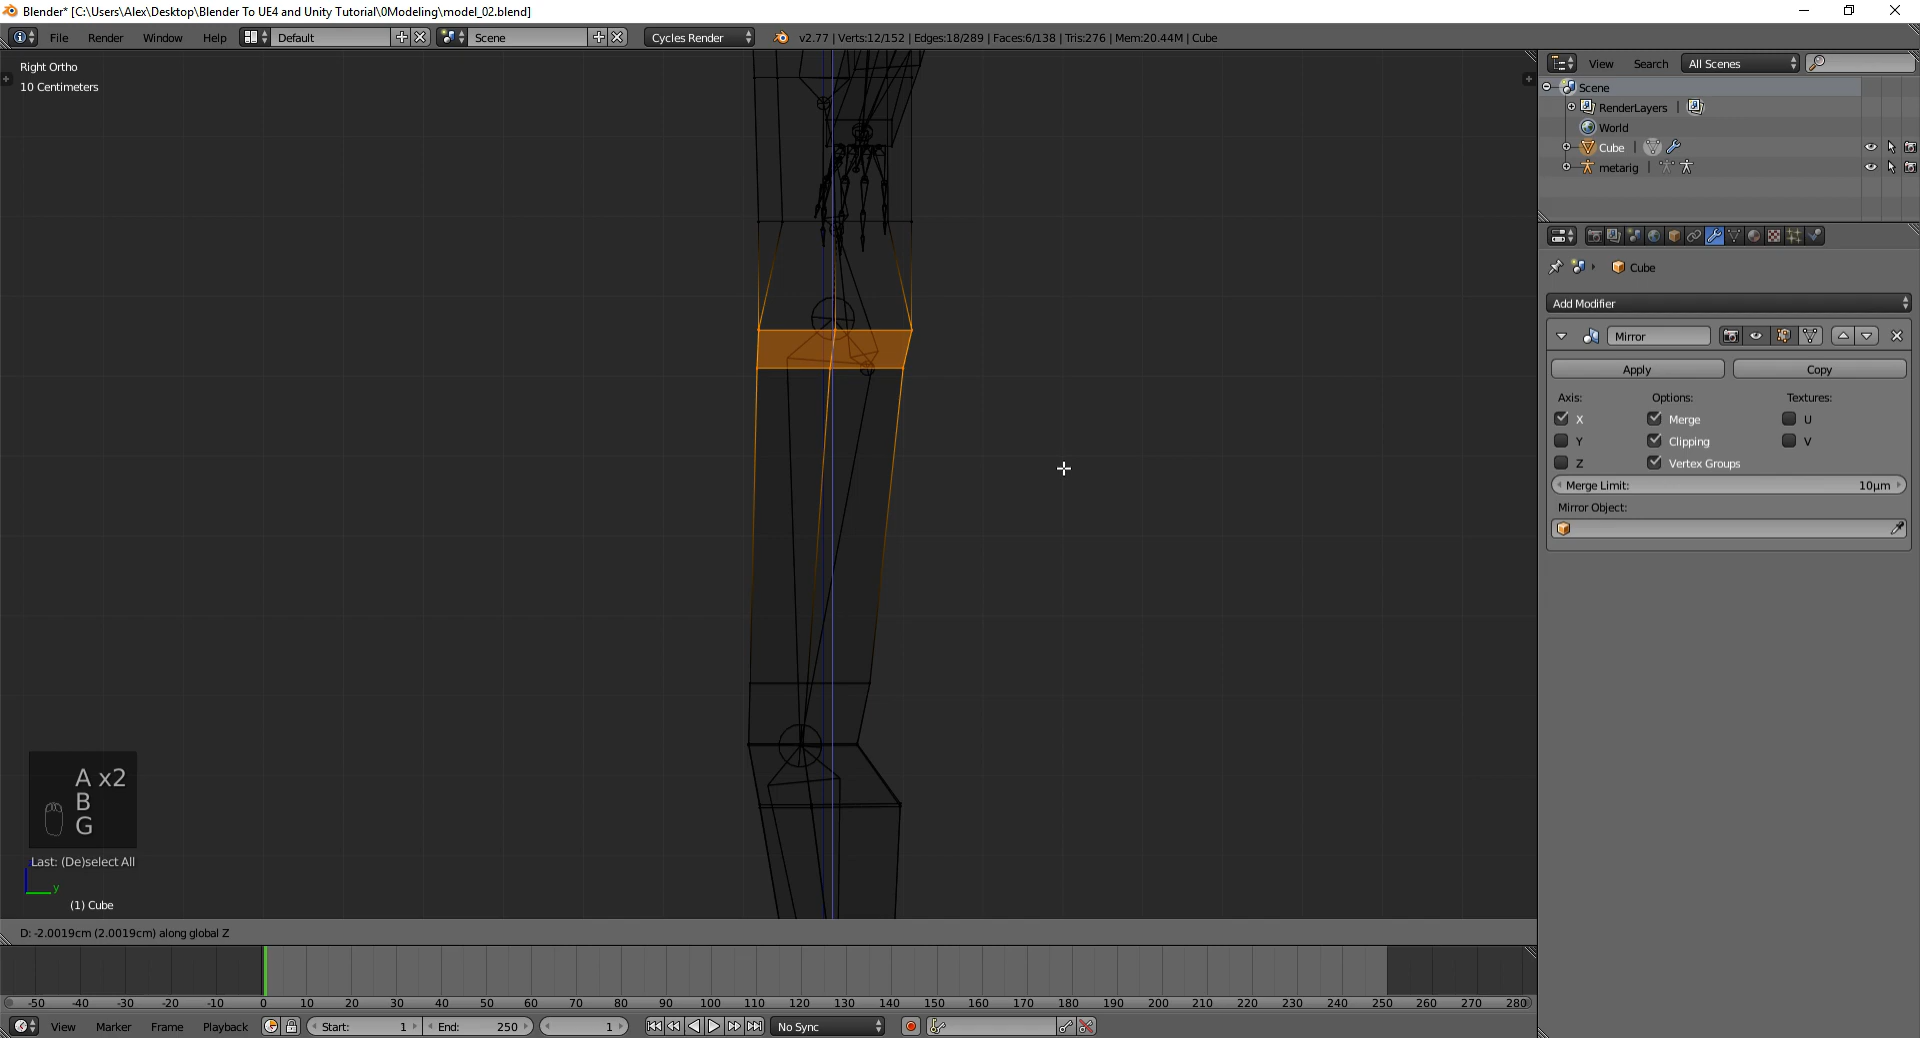 Blender* [C:\Users\Alex\Desktop\Blender To UE4 and Unity Tutorial\0Modeling\model_02.blend]
File Render Window Help Default Scene Cycles Render v2.77 | Verts:12/152 | Edges:18/289 | Faces:6/138 | Tris:276 | Mem:20.44M | Cube
Right Ortho
10 Centimeters
View Search All Scenes
Scene
RenderLayers |
World
Cube |
metarig |
Cube
Add Modifier
Mirror
Apply Copy
Axis: Options: Textures:
X Merge U
Y Clipping V
Z Vertex Groups
Merge Limit: 10µm
Mirror Object:
A x2
B
G
Last: (De)select All
y
(1) Cube
D: -2.0019cm (2.0019cm) along global Z
-50 -40 -30 -20 -10 0 10 20 30 40 50 60 70 80 90 100 110 120 130 140 150 160 170 180 190 200 210 220 230 240 250 260 270 280
View Marker Frame Playback Start: 1 End: 250 1 No Sync